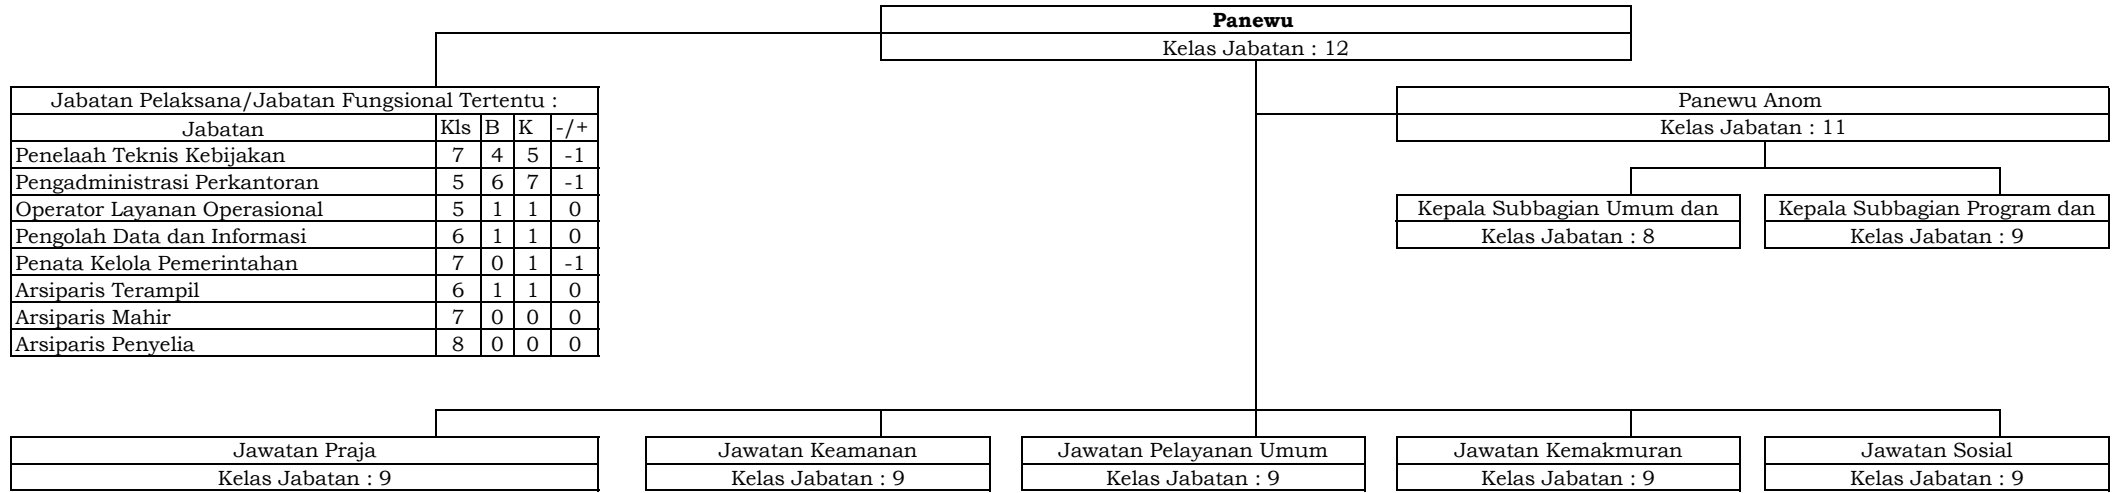 Panewu
Kelas Jabatan : 12
Jabatan Pelaksana/Jabatan Fungsional Tertentu :
Jabatan Kls B K -/+
Penelaah Teknis Kebijakan 7 4 5 -1
Pengadministrasi Perkantoran 5 6 7 -1
Operator Layanan Operasional 5 1 1 0
Pengolah Data dan Informasi 6 1 1 0
Penata Kelola Pemerintahan 7 0 1 -1
Arsiparis Terampil 6 1 1 0
Arsiparis Mahir 7 0 0 0
Arsiparis Penyelia 8 0 0 0
Panewu Anom
Kelas Jabatan : 11
Kepala Subbagian Umum dan
Kelas Jabatan : 8
Kepala Subbagian Program dan
Kelas Jabatan : 9
Jawatan Praja
Kelas Jabatan : 9
Jawatan Keamanan
Kelas Jabatan : 9
Jawatan Pelayanan Umum
Kelas Jabatan : 9
Jawatan Kemakmuran
Kelas Jabatan : 9
Jawatan Sosial
Kelas Jabatan : 9